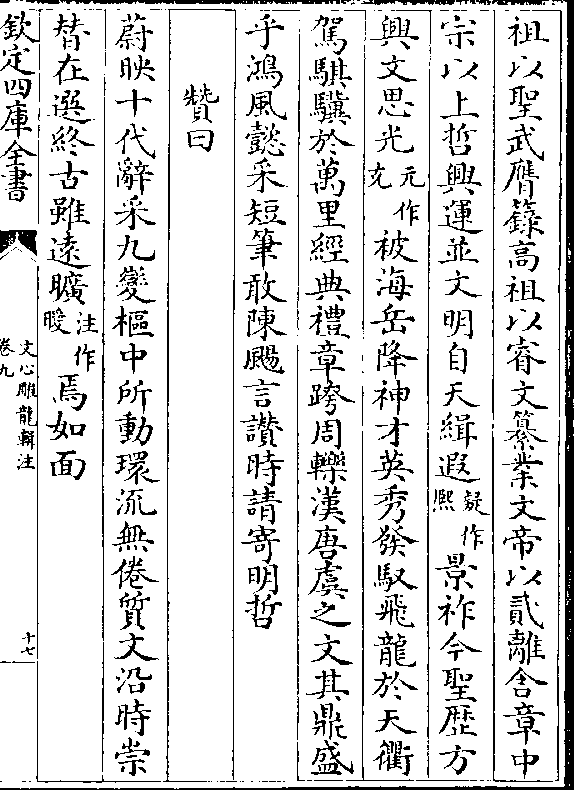 祖以聖武膺籙高祖以睿文纂業文帝以貳離含章中
宗以上哲興運並文明自天緝遐疑作熙景祚今聖歴方
興文思光元作充被海岳降神才英秀發馭飛龍於天衢
駕騏驥於萬里經典禮章跨周轢漢唐虞之文其鼎盛
乎鴻風懿采短筆敢陳颺言讚時請寄明哲
贊曰
蔚映十代辭采九變樞中所動環流無倦質文沿時崇
替在選終古雖遠曠注作曖焉如面
欽定四庫全書
文心雕龍輯注
卷九
十七